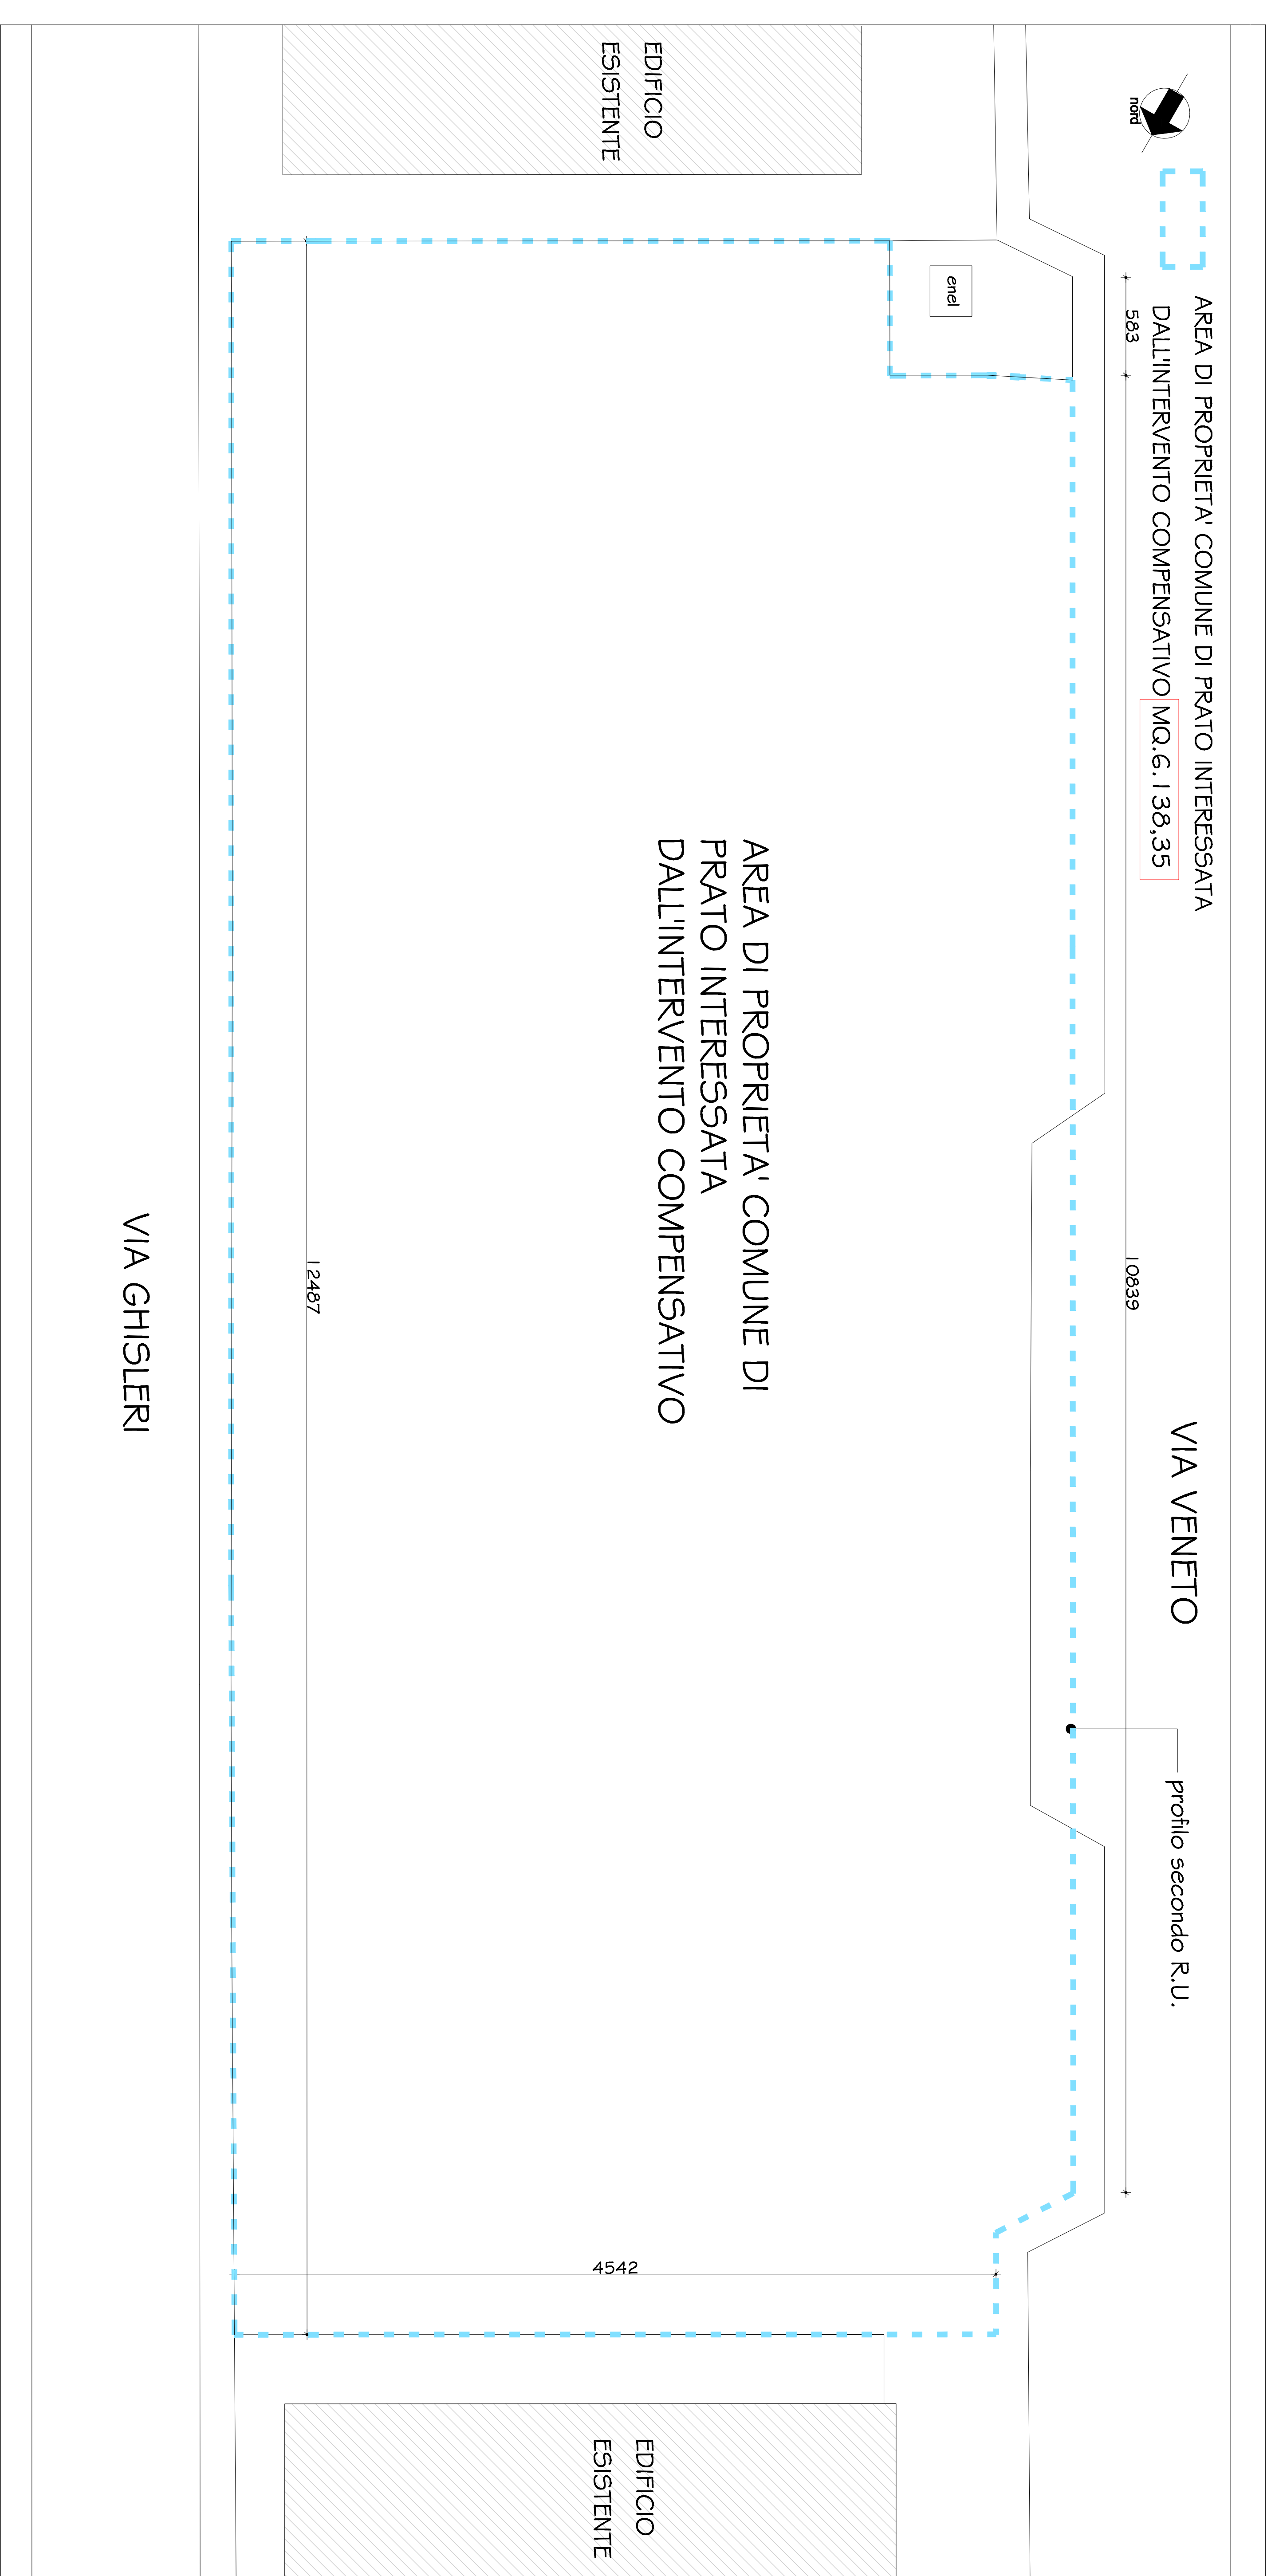 nord
AREA DI PROPRIETA' COMUNE DI PRATO INTERESSATA
DALL'INTERVENTO COMPENSATIVO MQ.6.138,35
EDIFICIO
ESISTENTE
enel
583
10839
VIA VENETO
profilo secondo R.U.
AREA DI PROPRIETA' COMUNE DI
PRATO INTERESSATA
DALL'INTERVENTO COMPENSATIVO
12487
4542
VIA GHISLERI
EDIFICIO
ESISTENTE